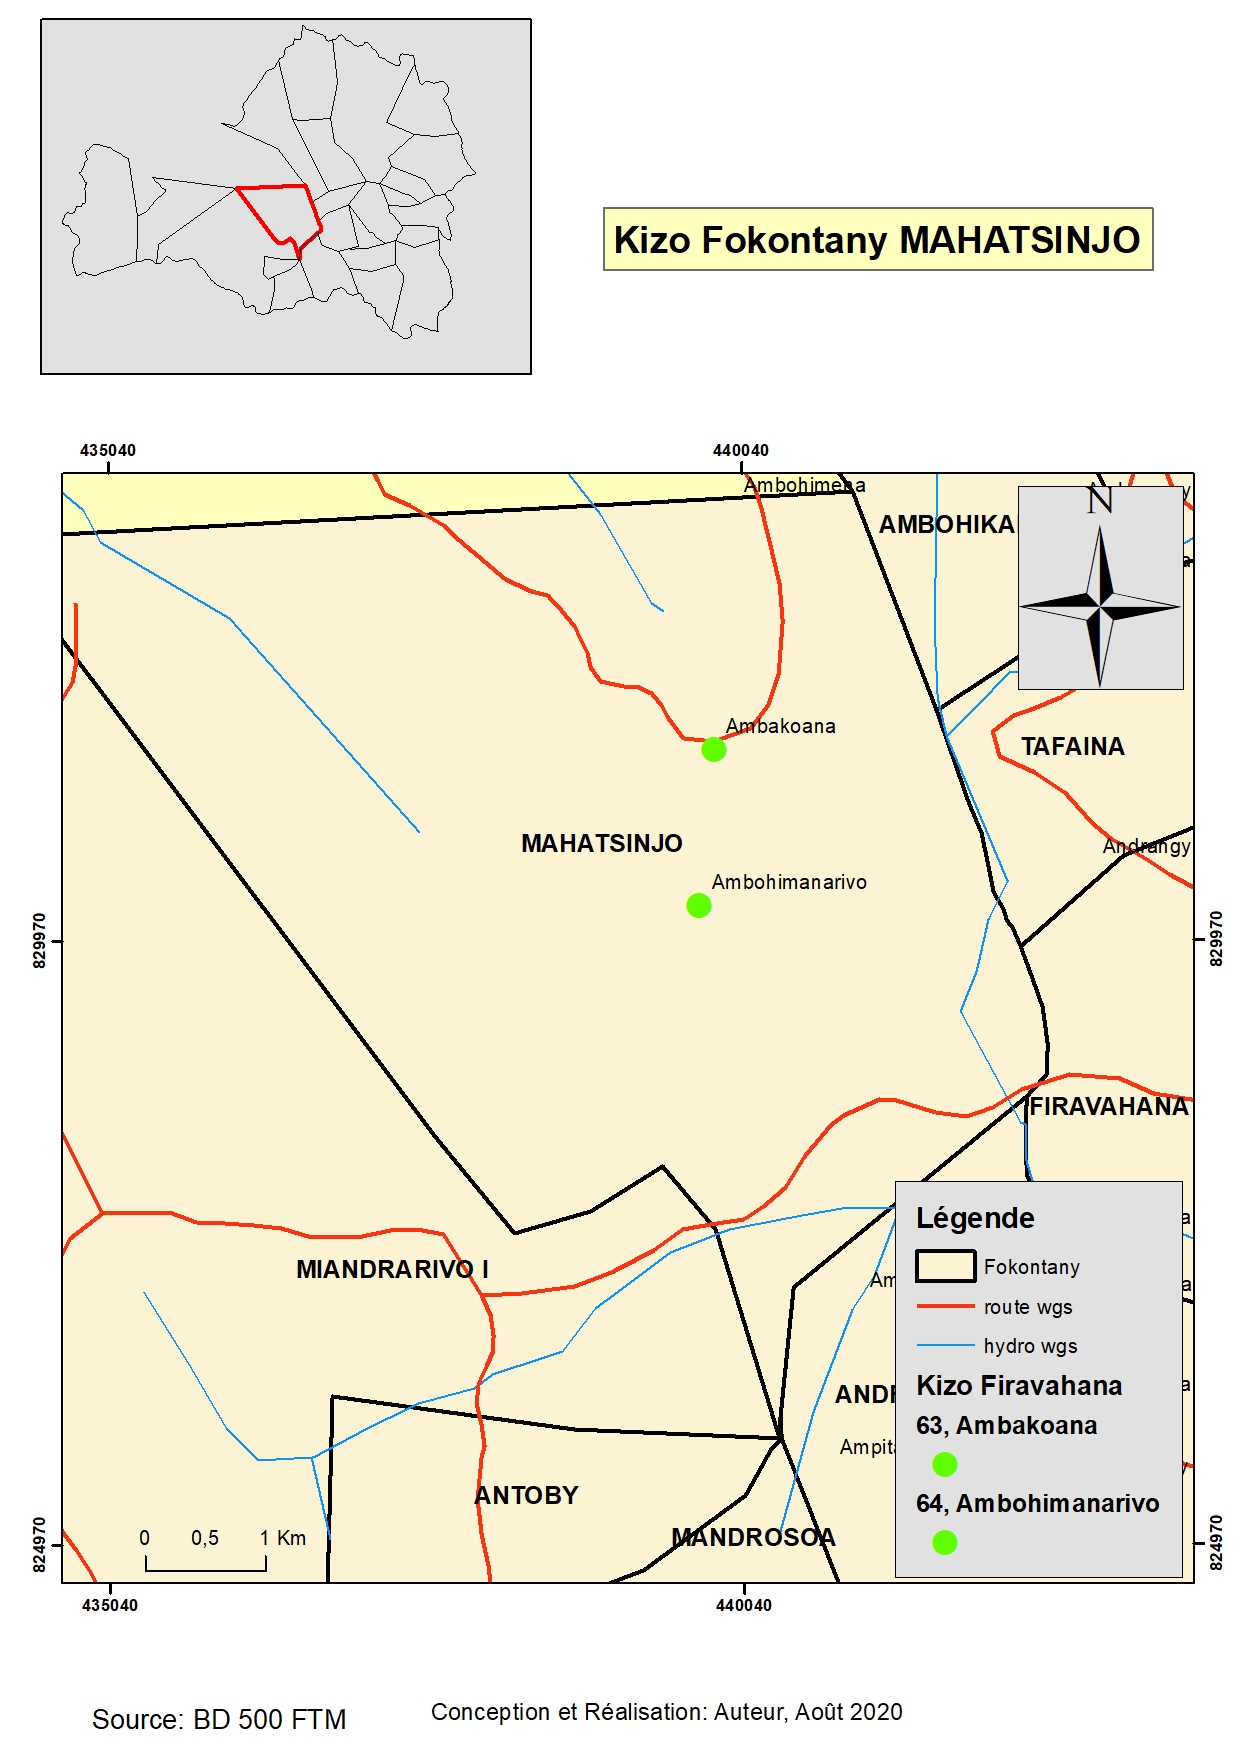 Kizo Fokontany MAHATSINJO
435040
440040
Ambohimena
AMBOHIKA
N
Ambakoana
TAFAINA
MAHATSINJO
Andrangy
Ambohimanarivo
829970
829970
FIRAVAHANA
MIANDRARIVO I
Légende
Fokontany
route wgs
hydro wgs
Kizo Firavahana
63, Ambakoana
64, Ambohimanarivo
Am
AND
Ampita
ANTOBY
MANDROSOA
0 0,5 1 Km
824970
824970
435040
440040
Source: BD 500 FTM
Conception et Réalisation: Auteur, Août 2020